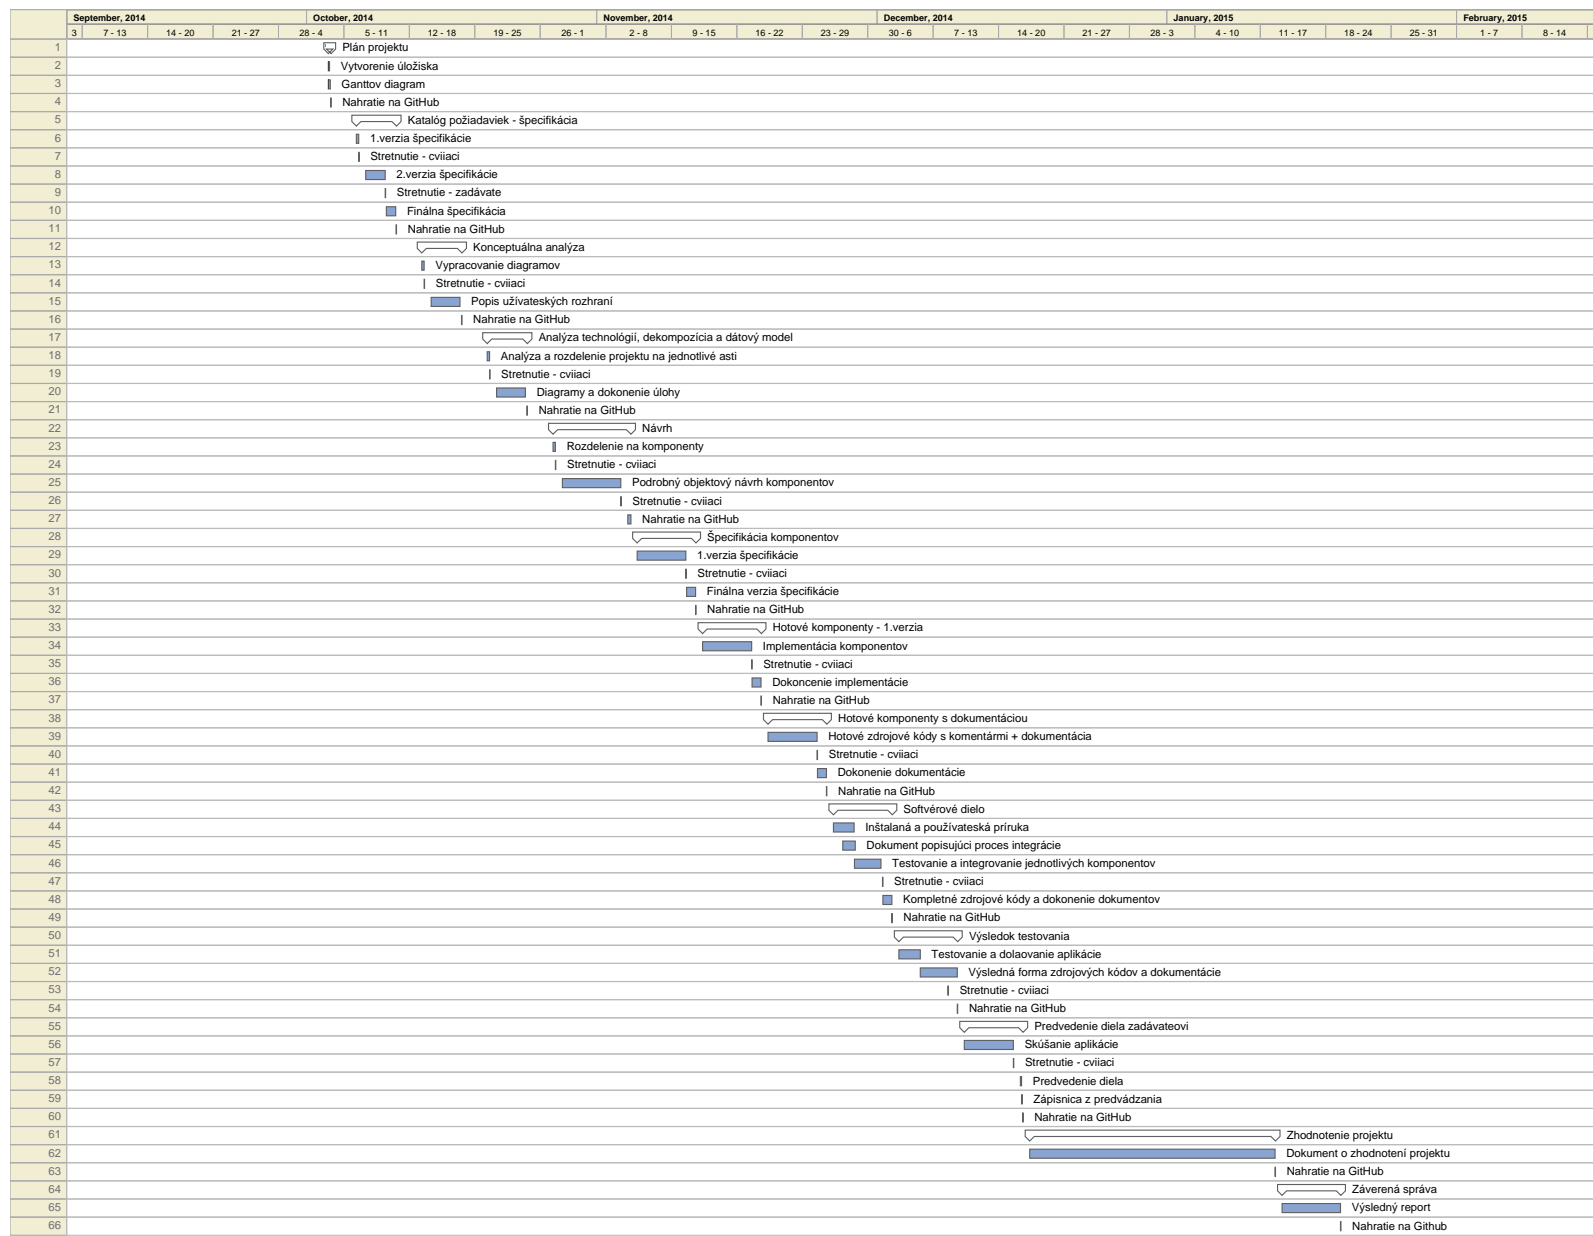 September, 2014 October, 2014 November, 2014 December, 2014 January, 2015 February, 2015
3 7 - 13 14 - 20 21 - 27 28 - 4 5 - 11 12 - 18 19 - 25 26 - 1 2 - 8 9 - 15 16 - 22 23 - 29 30 - 6 7 - 13 14 - 20 21 - 27 28 - 3 4 - 10 11 - 17 18 - 24 25 - 31 1 - 7 8 - 14
1 Plán projektu
2 Vytvorenie úložiska
3 Ganttov diagram
4 Nahratie na GitHub
5 Katalóg požiadaviek - špecifikácia
6 1.verzia špecifikácie
7 Stretnutie - cviiaci
8 2.verzia špecifikácie
9 Stretnutie - zadávate
10 Finálna špecifikácia
11 Nahratie na GitHub
12 Konceptuálna analýza
13 Vypracovanie diagramov
14 Stretnutie - cviiaci
15 Popis užívateských rozhraní
16 Nahratie na GitHub
17 Analýza technológií, dekompozícia a dátový model
18 Analýza a rozdelenie projektu na jednotlivé asti
19 Stretnutie - cviiaci
20 Diagramy a dokonenie úlohy
21 Nahratie na GitHub
22 Návrh
23 Rozdelenie na komponenty
24 Stretnutie - cviiaci
25 Podrobný objektový návrh komponentov
26 Stretnutie - cviiaci
27 Nahratie na GitHub
28 Špecifikácia komponentov
29 1.verzia špecifikácie
30 Stretnutie - cviiaci
31 Finálna verzia špecifikácie
32 Nahratie na GitHub
33 Hotové komponenty - 1.verzia
34 Implementácia komponentov
35 Stretnutie - cviiaci
36 Dokoncenie implementácie
37 Nahratie na GitHub
38 Hotové komponenty s dokumentáciou
39 Hotové zdrojové kódy s komentármi + dokumentácia
40 Stretnutie - cviiaci
41 Dokonenie dokumentácie
42 Nahratie na GitHub
43 Softvérové dielo
44 Inštalaná a používateská príruka
45 Dokument popisujúci proces integrácie
46 Testovanie a integrovanie jednotlivých komponentov
47 Stretnutie - cviiaci
48 Kompletné zdrojové kódy a dokonenie dokumentov
49 Nahratie na GitHub
50 Výsledok testovania
51 Testovanie a dolaovanie aplikácie
52 Výsledná forma zdrojových kódov a dokumentácie
53 Stretnutie - cviiaci
54 Nahratie na GitHub
55 Predvedenie diela zadávateovi
56 Skúšanie aplikácie
57 Stretnutie - cviiaci
58 Predvedenie diela
59 Zápisnica z predvádzania
60 Nahratie na GitHub
61 Zhodnotenie projektu
62 Dokument o zhodnotení projektu
63 Nahratie na GitHub
64 Záverená správa
65 Výsledný report
66 Nahratie na Github